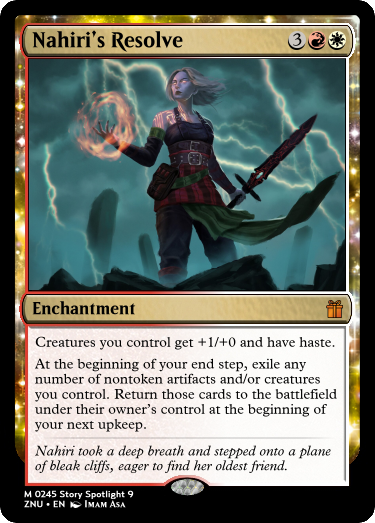 Nahiri's Resolve 3
Enchantment
Creatures you control get +1/+0 and have haste.
At the beginning of your end step, exile any
number of nontoken artifacts and/or creatures
you control. Return those cards to the battlefield
under their owner's control at the beginning of
your next upkeep.
Nahiri took a deep breath and stepped onto a plane
of bleak cliffs, eager to find her oldest friend.
M 0245 Story Spotlight 9
ZNU • EN Imam Asa